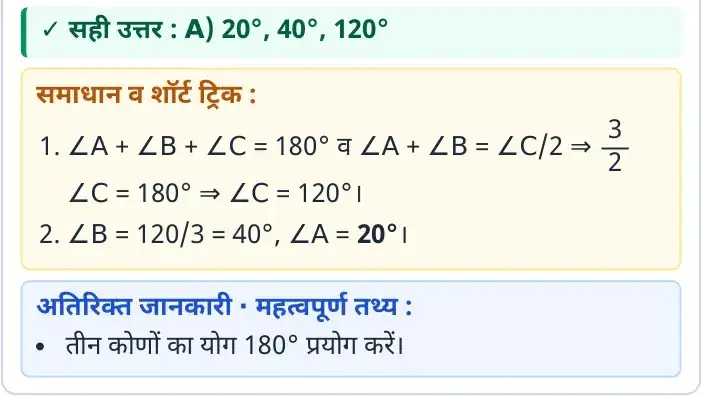 ✓ सही उत्तर : A) 20°, 40°, 120°
समाधान व शॉर्ट ट्रिक :
1. ∠A + ∠B + ∠C = 180° व ∠A + ∠B = ∠C/2 ⇒ 3/2
∠C = 180° ⇒ ∠C = 120°।
2. ∠B = 120/3 = 40°, ∠A = 20°।
अतिरिक्त जानकारी · महत्वपूर्ण तथ्य :
• तीन कोणों का योग 180° प्रयोग करें।